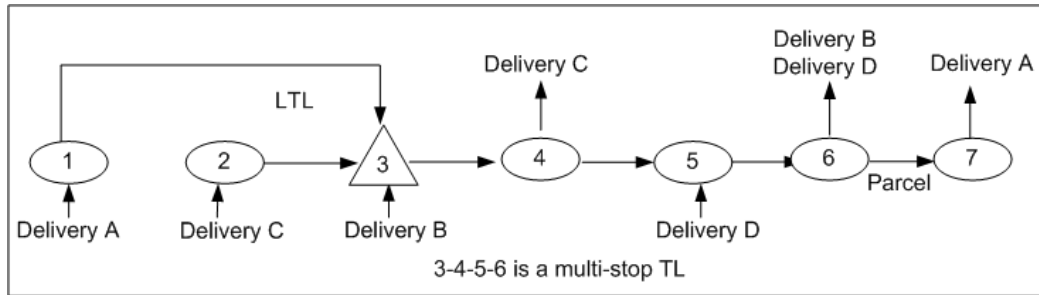 Delivery B
Delivery D
Delivery A
Delivery C
LTL
1
2
3
4
5
6
7
Parcel
Delivery A
Delivery C
Delivery B
Delivery D
3-4-5-6 is a multi-stop TL